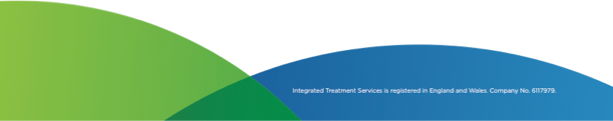 Integrated Treatment Services is registered in England and Wales. Company No. 6117979.